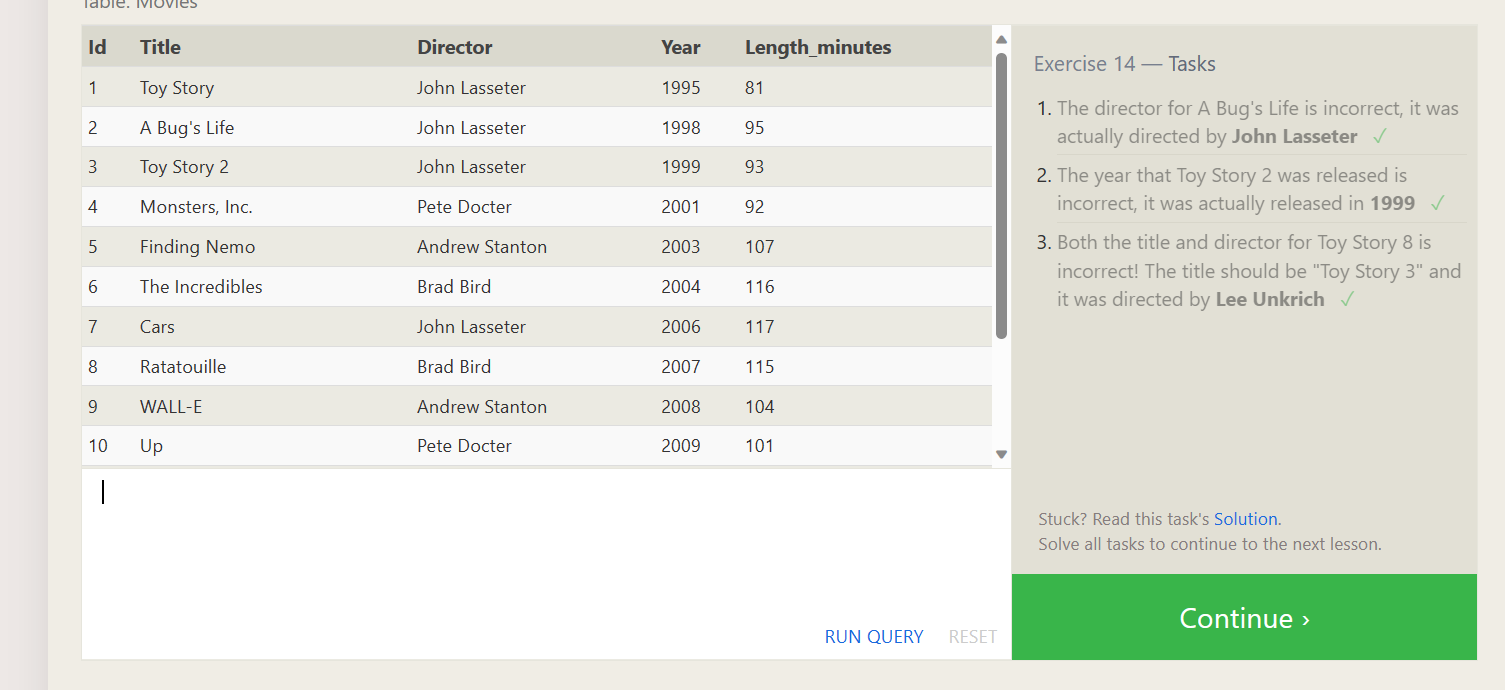 Table: Movies
Id Title Director Year Length_minutes
1 Toy Story John Lasseter 1995 81
2 A Bug's Life John Lasseter 1998 95
3 Toy Story 2 John Lasseter 1999 93
4 Monsters, Inc. Pete Docter 2001 92
5 Finding Nemo Andrew Stanton 2003 107
6 The Incredibles Brad Bird 2004 116
7 Cars John Lasseter 2006 117
8 Ratatouille Brad Bird 2007 115
9 WALL-E Andrew Stanton 2008 104
10 Up Pete Docter 2009 101
RUN QUERY RESET
Exercise 14 — Tasks
1. The director for A Bug's Life is incorrect, it was
actually directed by John Lasseter ✓
2. The year that Toy Story 2 was released is
incorrect, it was actually released in 1999 ✓
3. Both the title and director for Toy Story 8 is
incorrect! The title should be "Toy Story 3" and
it was directed by Lee Unkrich ✓
Stuck? Read this task's Solution.
Solve all tasks to continue to the next lesson.
Continue ›